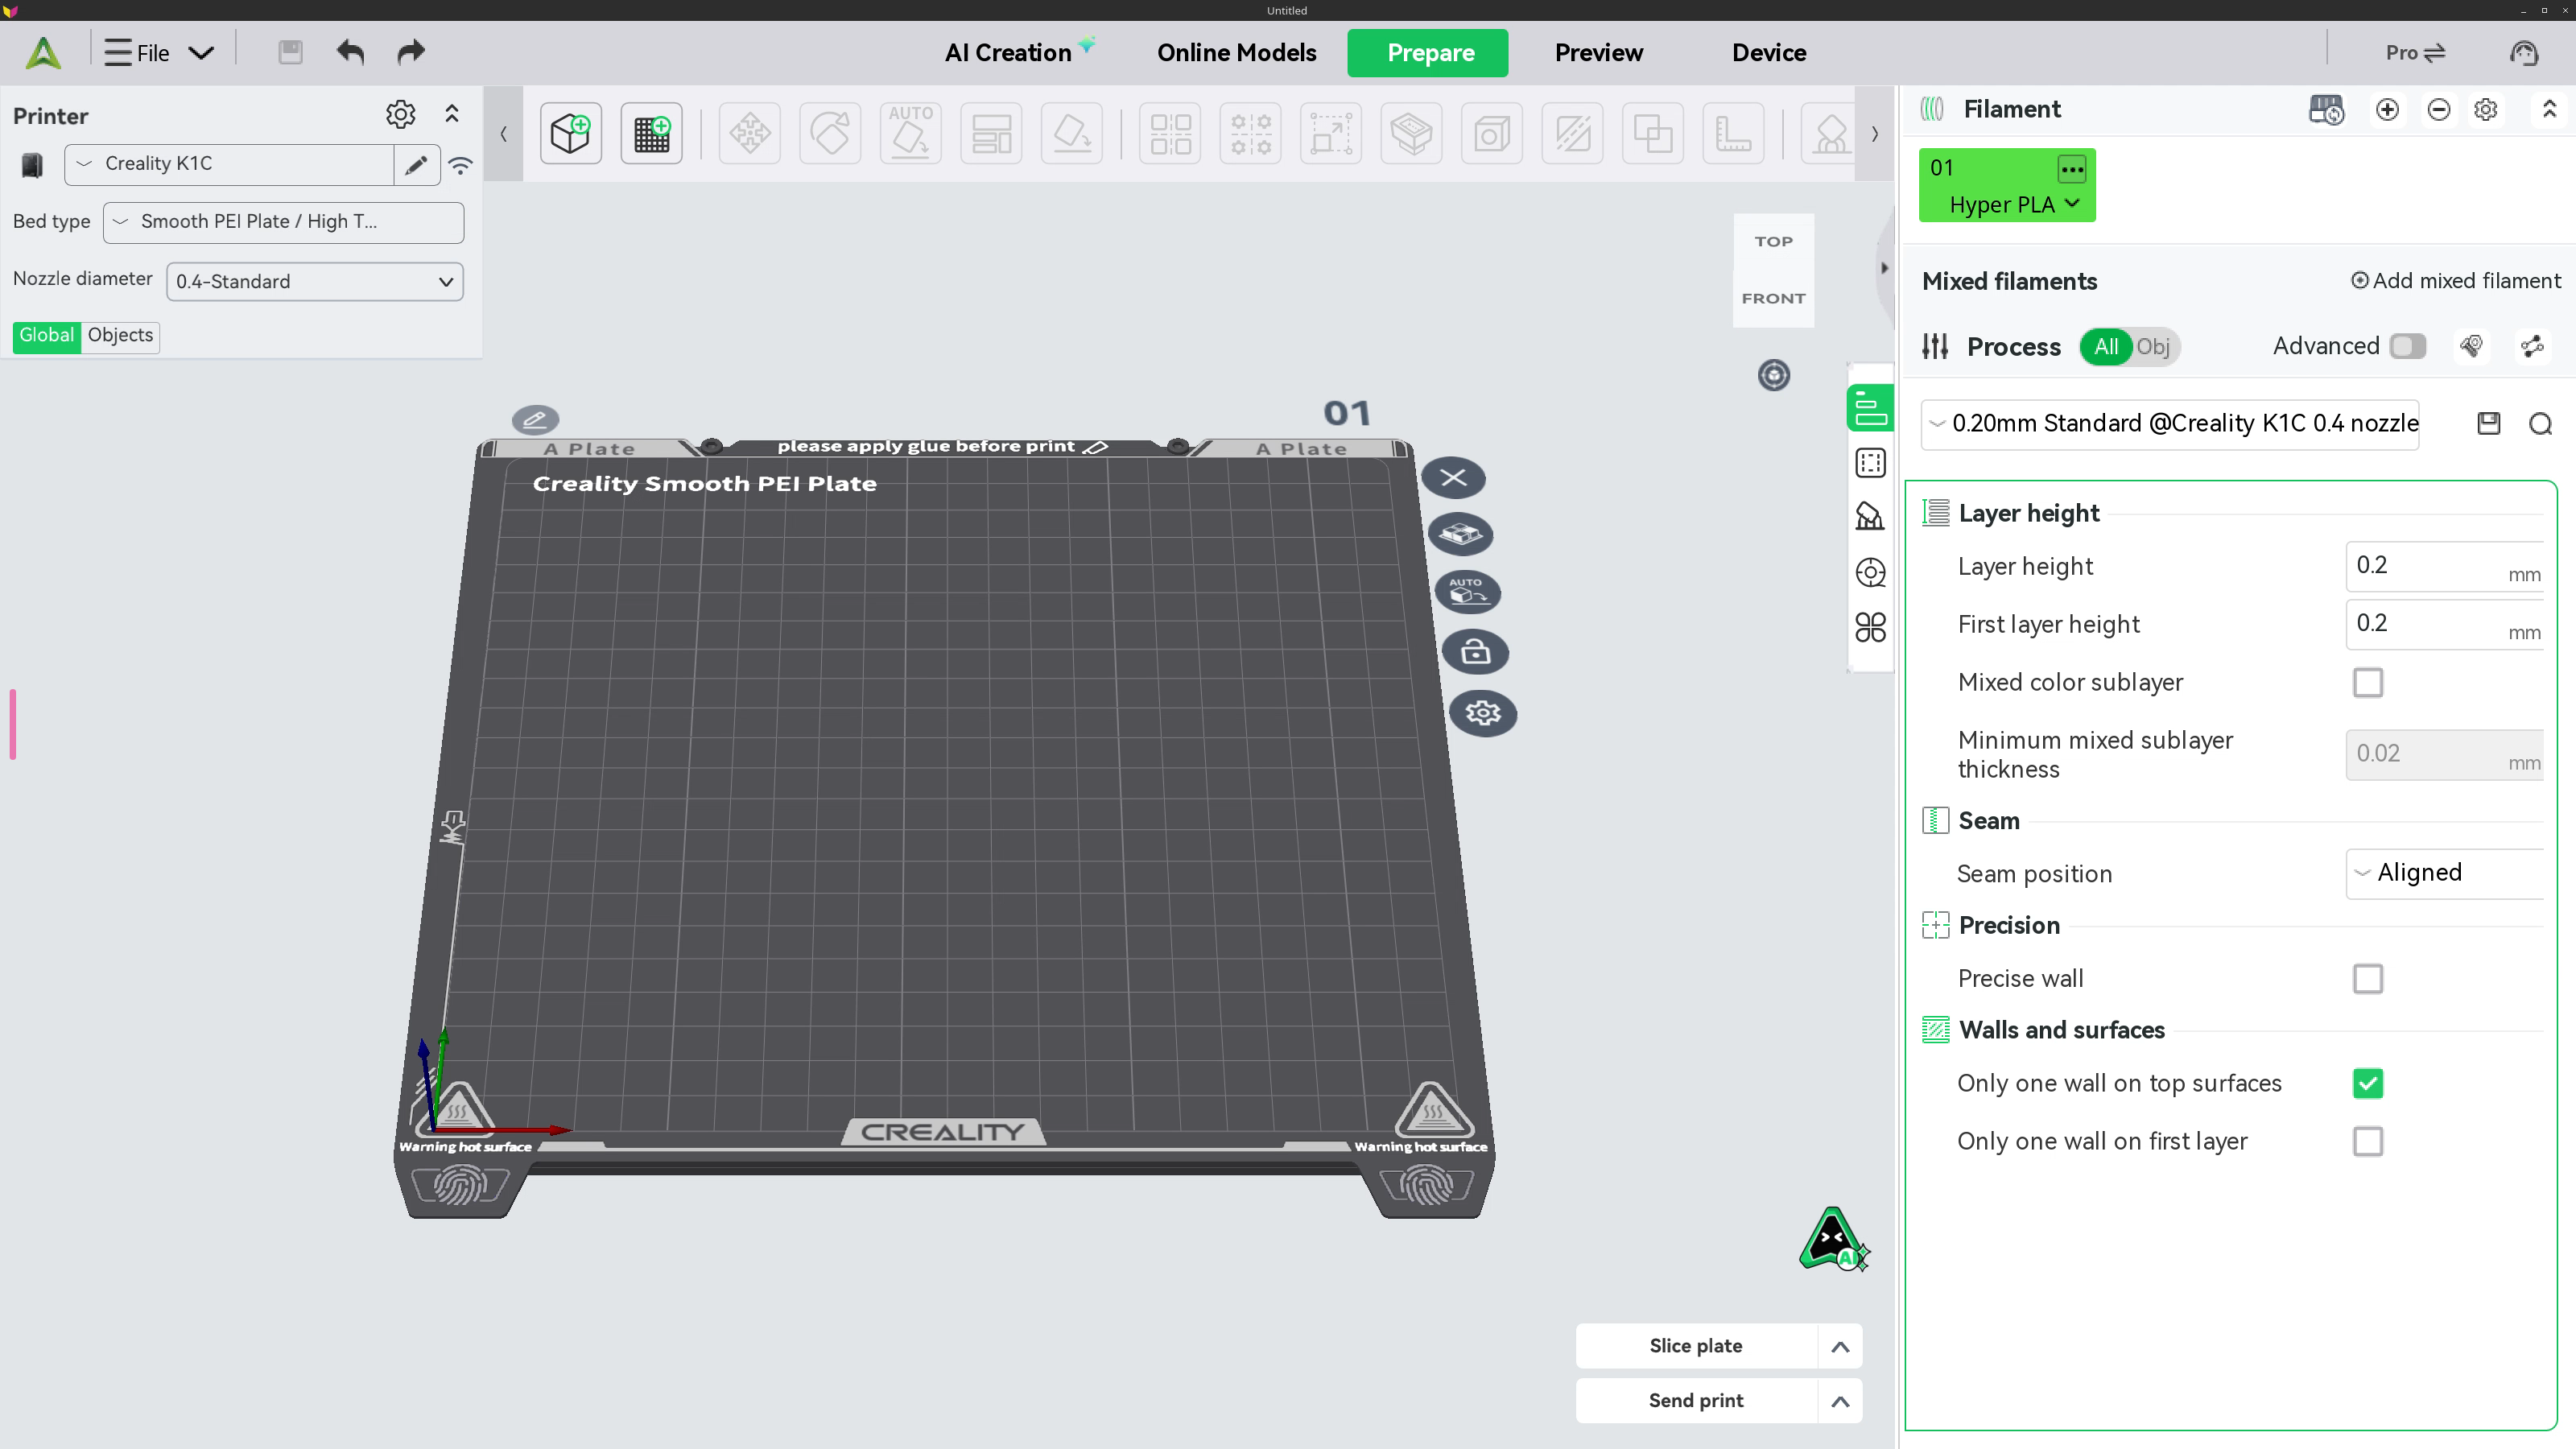 Untitled
File
AI Creation
Online Models
Prepare
Preview
Device
Pro
Printer
Creality K1C
Bed type
Smooth PEI Plate / High T...
Nozzle diameter
0.4-Standard
Global
Objects
AUTO
TOP
FRONT
01
A Plate
please apply glue before print
A Plate
Creality Smooth PEI Plate
AUTO
CREALITY
Warning hot surface
Warning hot surface
AI
Slice plate
Send print
Filament
01
Hyper PLA
Mixed filaments
Add mixed filament
Process
All
Obj
Advanced
0.20mm Standard @Creality K1C 0.4 nozzle
Layer height
Layer height
0.2
mm
First layer height
0.2
mm
Mixed color sublayer
Minimum mixed sublayer
thickness
0.02
mm
Seam
Seam position
Aligned
Precision
Precise wall
Walls and surfaces
Only one wall on top surfaces
Only one wall on first layer